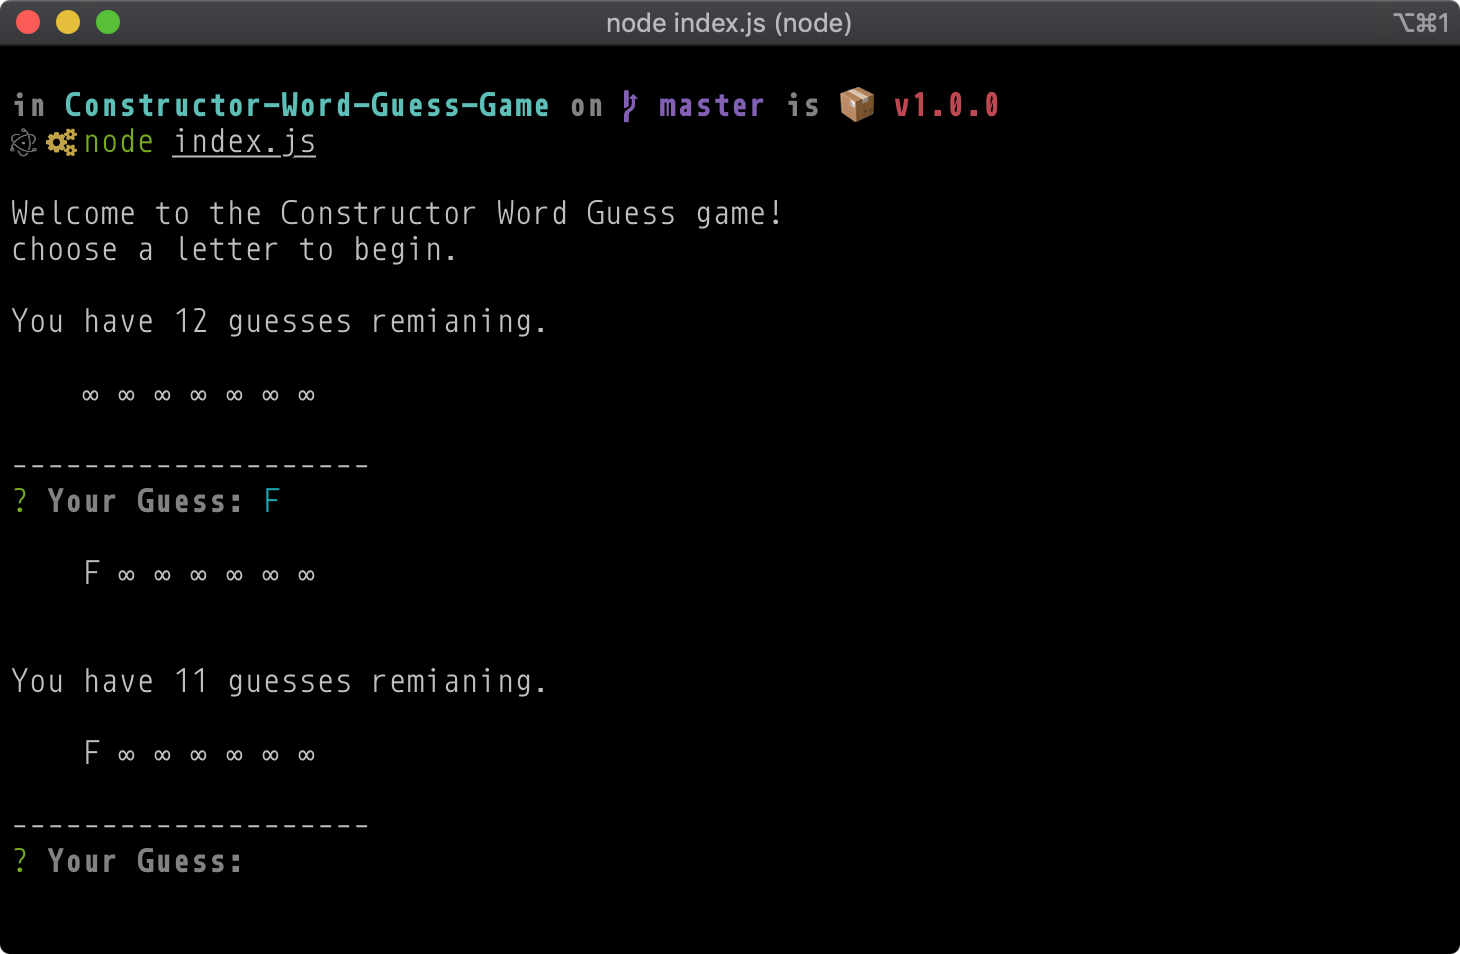 node index.js (node) ⌥⌘1
in Constructor-Word-Guess-Game on master is 📦 v1.0.0
node index.js
Welcome to the Constructor Word Guess game!
choose a letter to begin.
You have 12 guesses remianing.
∞ ∞ ∞ ∞ ∞ ∞ ∞
--------------------
? Your Guess: F
F ∞ ∞ ∞ ∞ ∞ ∞
You have 11 guesses remianing.
F ∞ ∞ ∞ ∞ ∞ ∞
--------------------
? Your Guess: